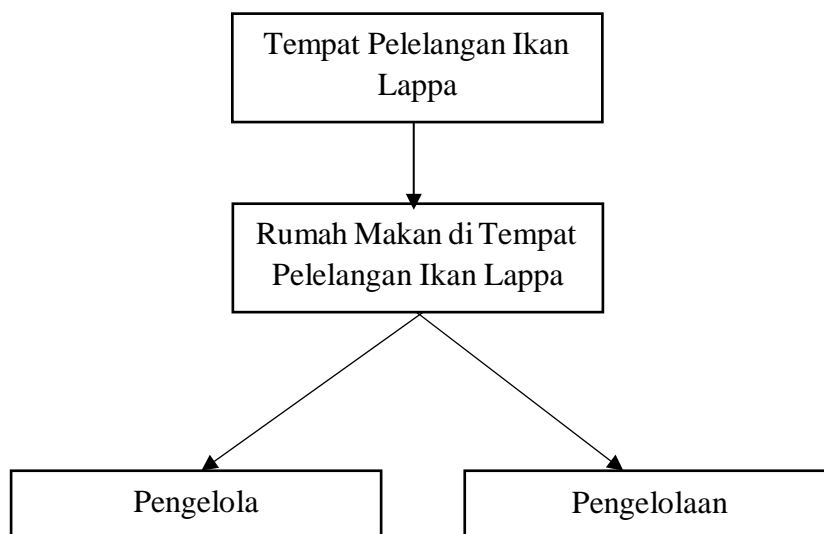 Tempat Pelelangan Ikan
Lappa
Rumah Makan di Tempat
Pelelangan Ikan Lappa
Pengelola
Pengelolaan